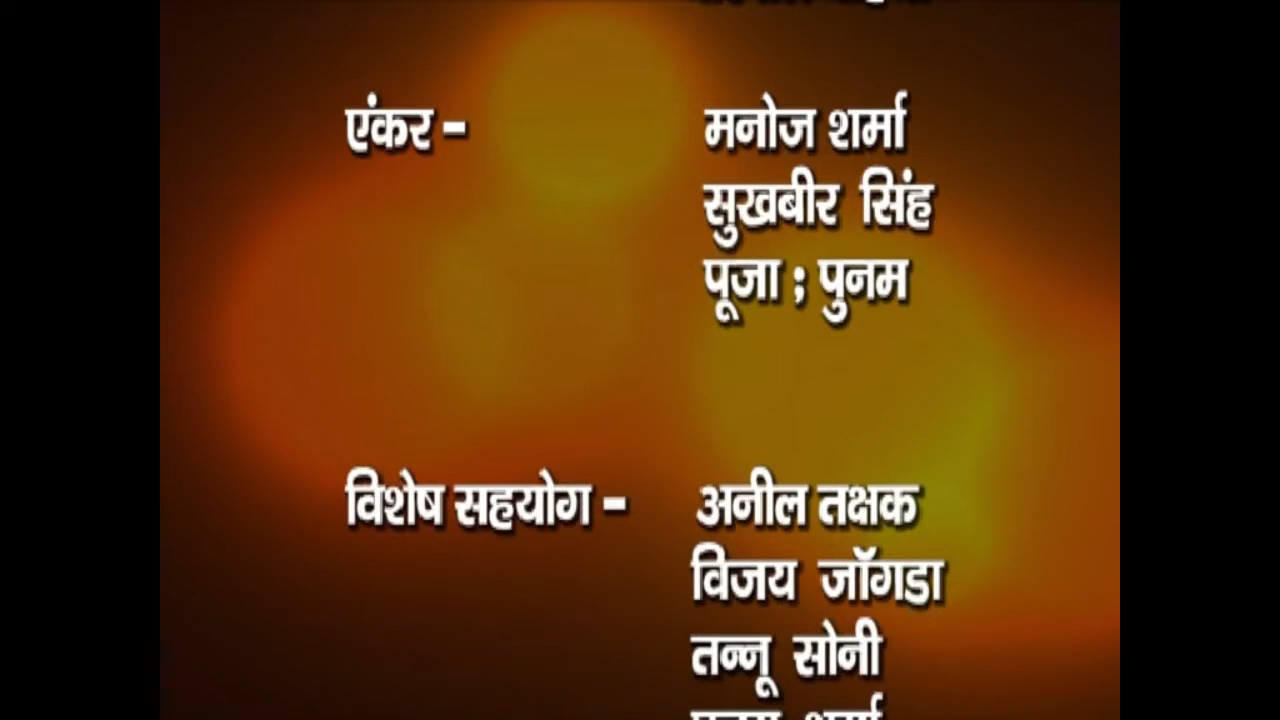 एंकर - मनोज शर्मा
सुखबीर सिंह
पूजा ; पुनम
विशेष सहयोग - अनील तक्षक
विजय जॉगडा
तन्नू सोनी